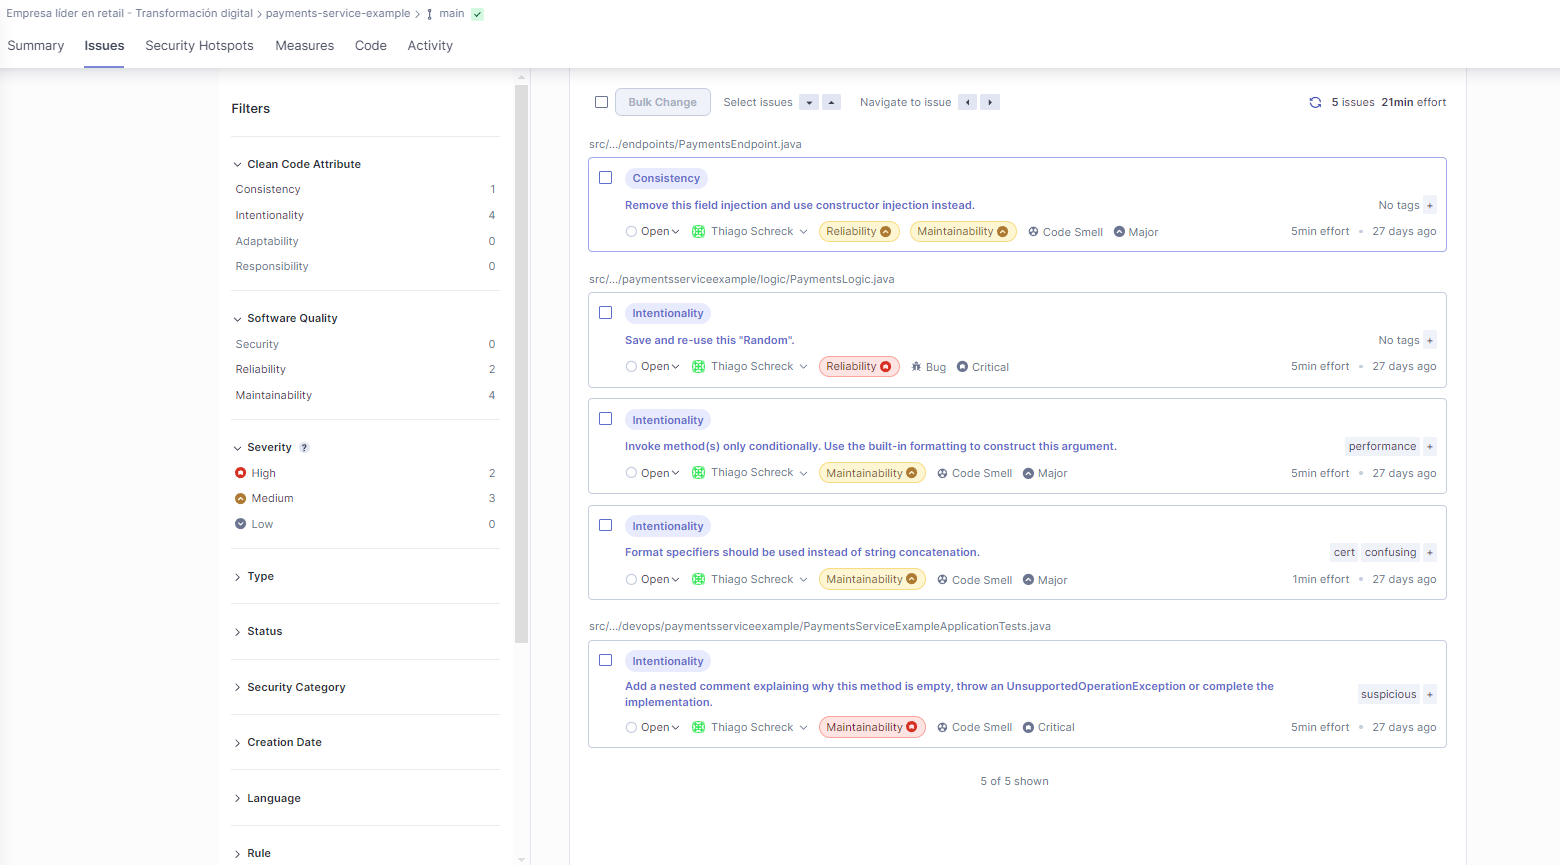 Empresa líder en retail - Transformación digital > payments-service-example > main
Summary Issues Security Hotspots Measures Code Activity
Filters
Clean Code Attribute
Consistency 1
Intentionality 4
Adaptability 0
Responsibility 0
Software Quality
Security 0
Reliability 2
Maintainability 4
Severity ?
High 2
Medium 3
Low 0
Type
Status
Security Category
Creation Date
Language
Rule
Bulk Change Select issues Navigate to issue 5 issues 21min effort
src/.../endpoints/PaymentsEndpoint.java
Consistency
Remove this field injection and use constructor injection instead. No tags +
Open Thiago Schreck Reliability Maintainability Code Smell Major 5min effort • 27 days ago
src/.../paymentsserviceexample/logic/PaymentsLogic.java
Intentionality
Save and re-use this "Random". No tags +
Open Thiago Schreck Reliability Bug Critical 5min effort • 27 days ago
Intentionality
Invoke method(s) only conditionally. Use the built-in formatting to construct this argument. performance +
Open Thiago Schreck Maintainability Code Smell Major 5min effort • 27 days ago
Intentionality
Format specifiers should be used instead of string concatenation. cert confusing +
Open Thiago Schreck Maintainability Code Smell Major 1min effort • 27 days ago
src/.../devops/paymentsserviceexample/PaymentsServiceExampleApplicationTests.java
Intentionality
Add a nested comment explaining why this method is empty, throw an UnsupportedOperationException or complete the
implementation. suspicious +
Open Thiago Schreck Maintainability Code Smell Critical 5min effort • 27 days ago
5 of 5 shown